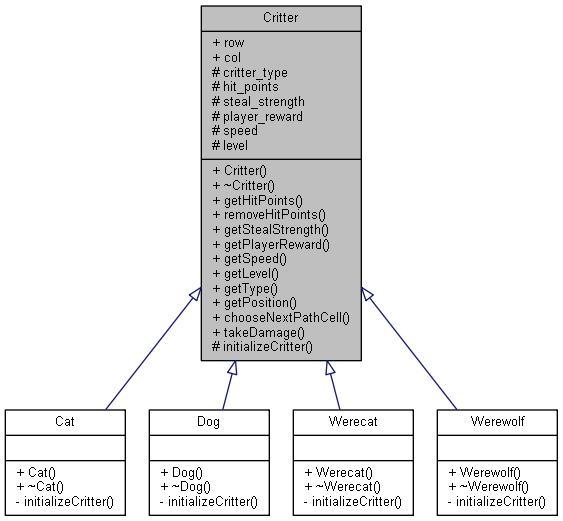 Critter
+ row
+ col
# critter_type
# hit_points
# steal_strength
# player_reward
# speed
# level
+ Critter()
+ ~Critter()
+ getHitPoints()
+ removeHitPoints()
+ getStealStrength()
+ getPlayerReward()
+ getSpeed()
+ getLevel()
+ getType()
+ getPosition()
+ chooseNextPathCell()
+ takeDamage()
# initializeCritter()
Cat
+ Cat()
+ ~Cat()
- initializeCritter()
Dog
+ Dog()
+ ~Dog()
- initializeCritter()
Werecat
+ Werecat()
+ ~Werecat()
- initializeCritter()
Werewolf
+ Werewolf()
+ ~Werewolf()
- initializeCritter()